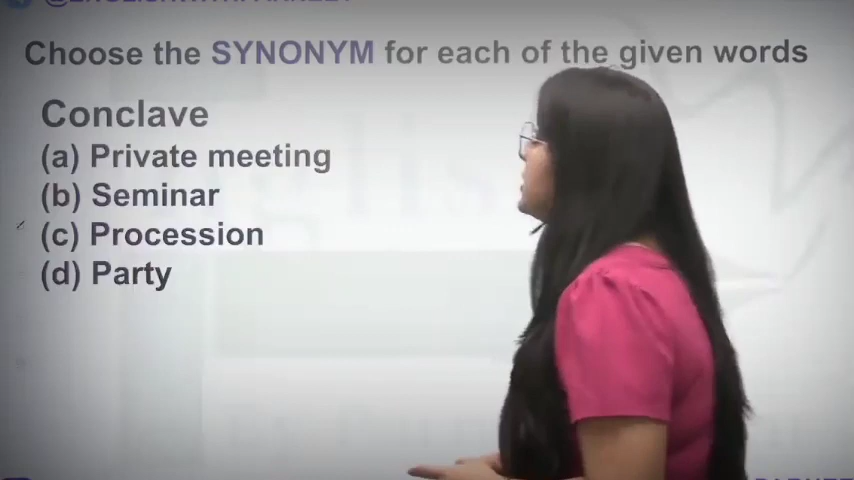 Choose the SYNONYM for each of the given words
Conclave
(a) Private meeting
(b) Seminar
(c) Procession
(d) Party